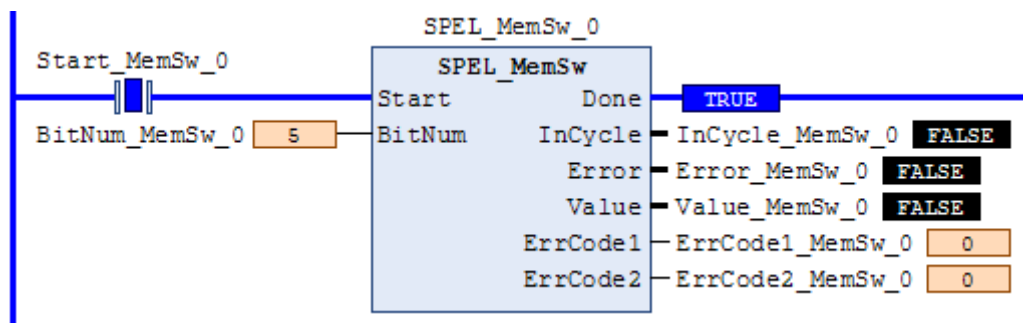 SPEL_MemSw_0
Start_MemSw_0 SPEL_MemSw
Start Done TRUE
BitNum_MemSw_0 5 BitNum InCycle InCycle_MemSw_0 FALSE
Error Error_MemSw_0 FALSE
Value Value_MemSw_0 FALSE
ErrCode1 ErrCode1_MemSw_0 0
ErrCode2 ErrCode2_MemSw_0 0